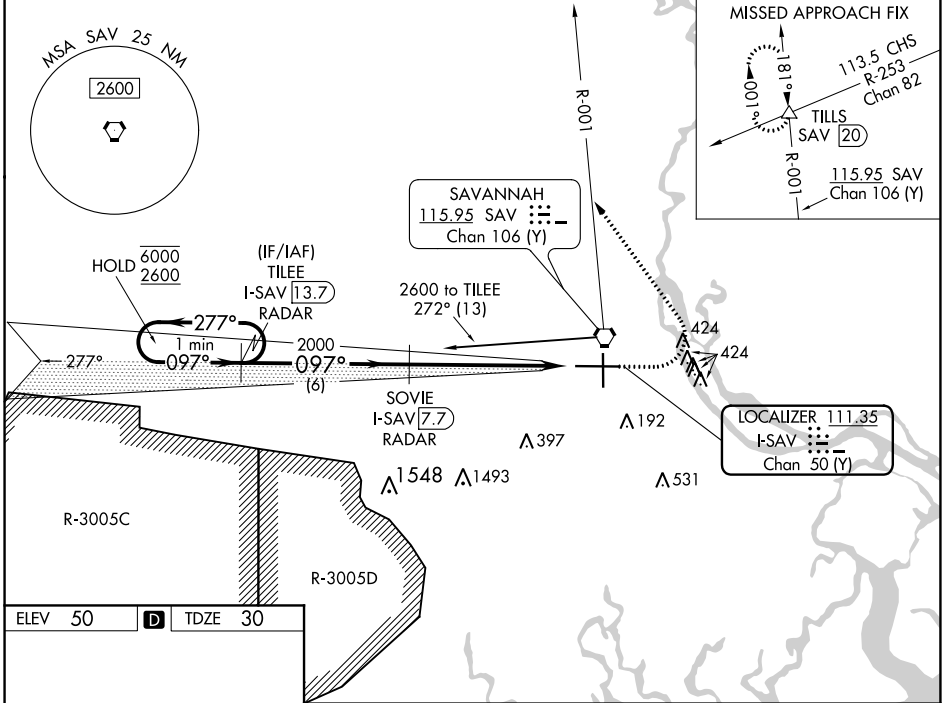 MSA SAV 25 NM
2600
MISSED APPROACH FIX
181°
001°
113.5 CHS
R-253
Chan 82
TILLS
SAV 20
R-001
115.95 SAV
Chan 106 (Y)
R-001
SAVANNAH
115.95 SAV
Chan 106 (Y)
HOLD 6000
2600
(IF/IAF)
TILEE
I-SAV 13.7
RADAR
2600 to TILEE
272° (13)
277°
1 min
097°
277°
2000
097°
(6)
SOVIE
I-SAV 7.7
RADAR
424
424
LOCALIZER 111.35
I-SAV
Chan 50 (Y)
192
397
1548
1493
531
R-3005C
R-3005D
ELEV 50 D TDZE 30